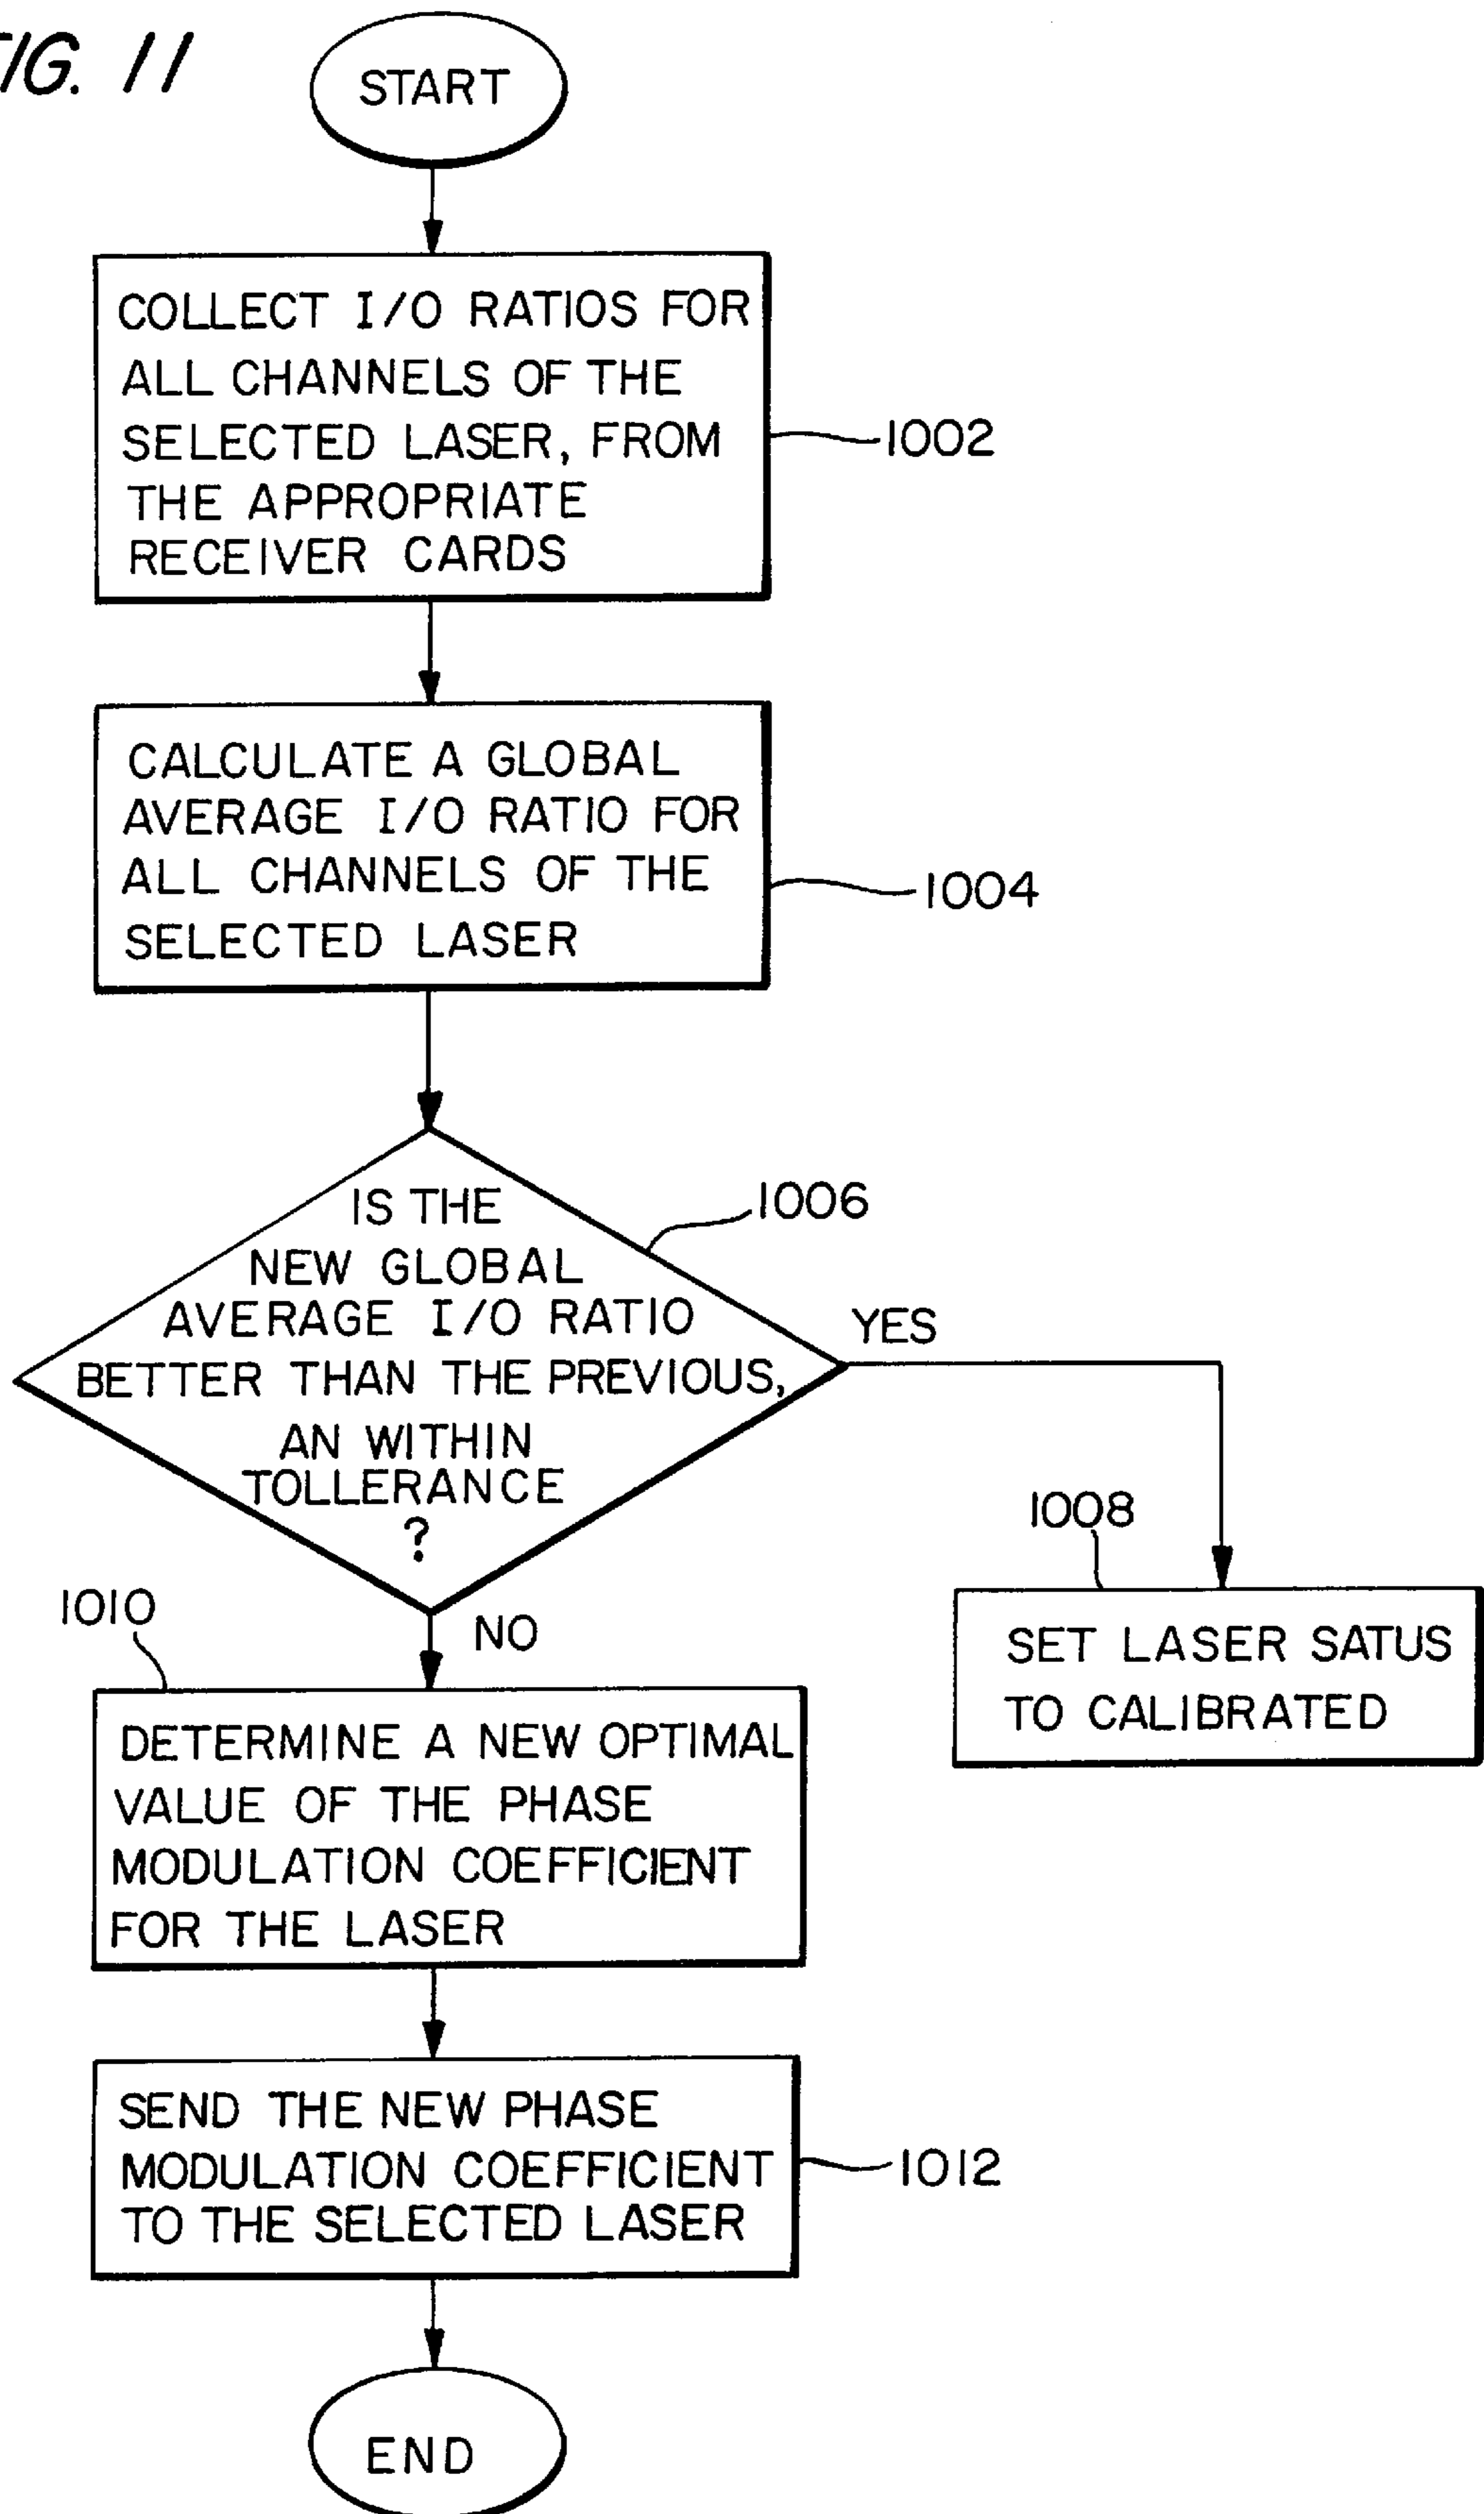 FIG. 11
START
COLLECT I/O RATIOS FOR
ALL CHANNELS OF THE
SELECTED LASER, FROM
THE APPROPRIATE
RECEIVER CARDS
1002
CALCULATE A GLOBAL
AVERAGE I/O RATIO FOR
ALL CHANNELS OF THE
SELECTED LASER
1004
IS THE
NEW GLOBAL
AVERAGE I/O RATIO
BETTER THAN THE PREVIOUS,
AN WITHIN
TOLLERANCE
?
1006
YES
1008
SET LASER SATUS
TO CALIBRATED
NO
1010
DETERMINE A NEW OPTIMAL
VALUE OF THE PHASE
MODULATION COEFFICIENT
FOR THE LASER
SEND THE NEW PHASE
MODULATION COEFFICIENT
TO THE SELECTED LASER
1012
END